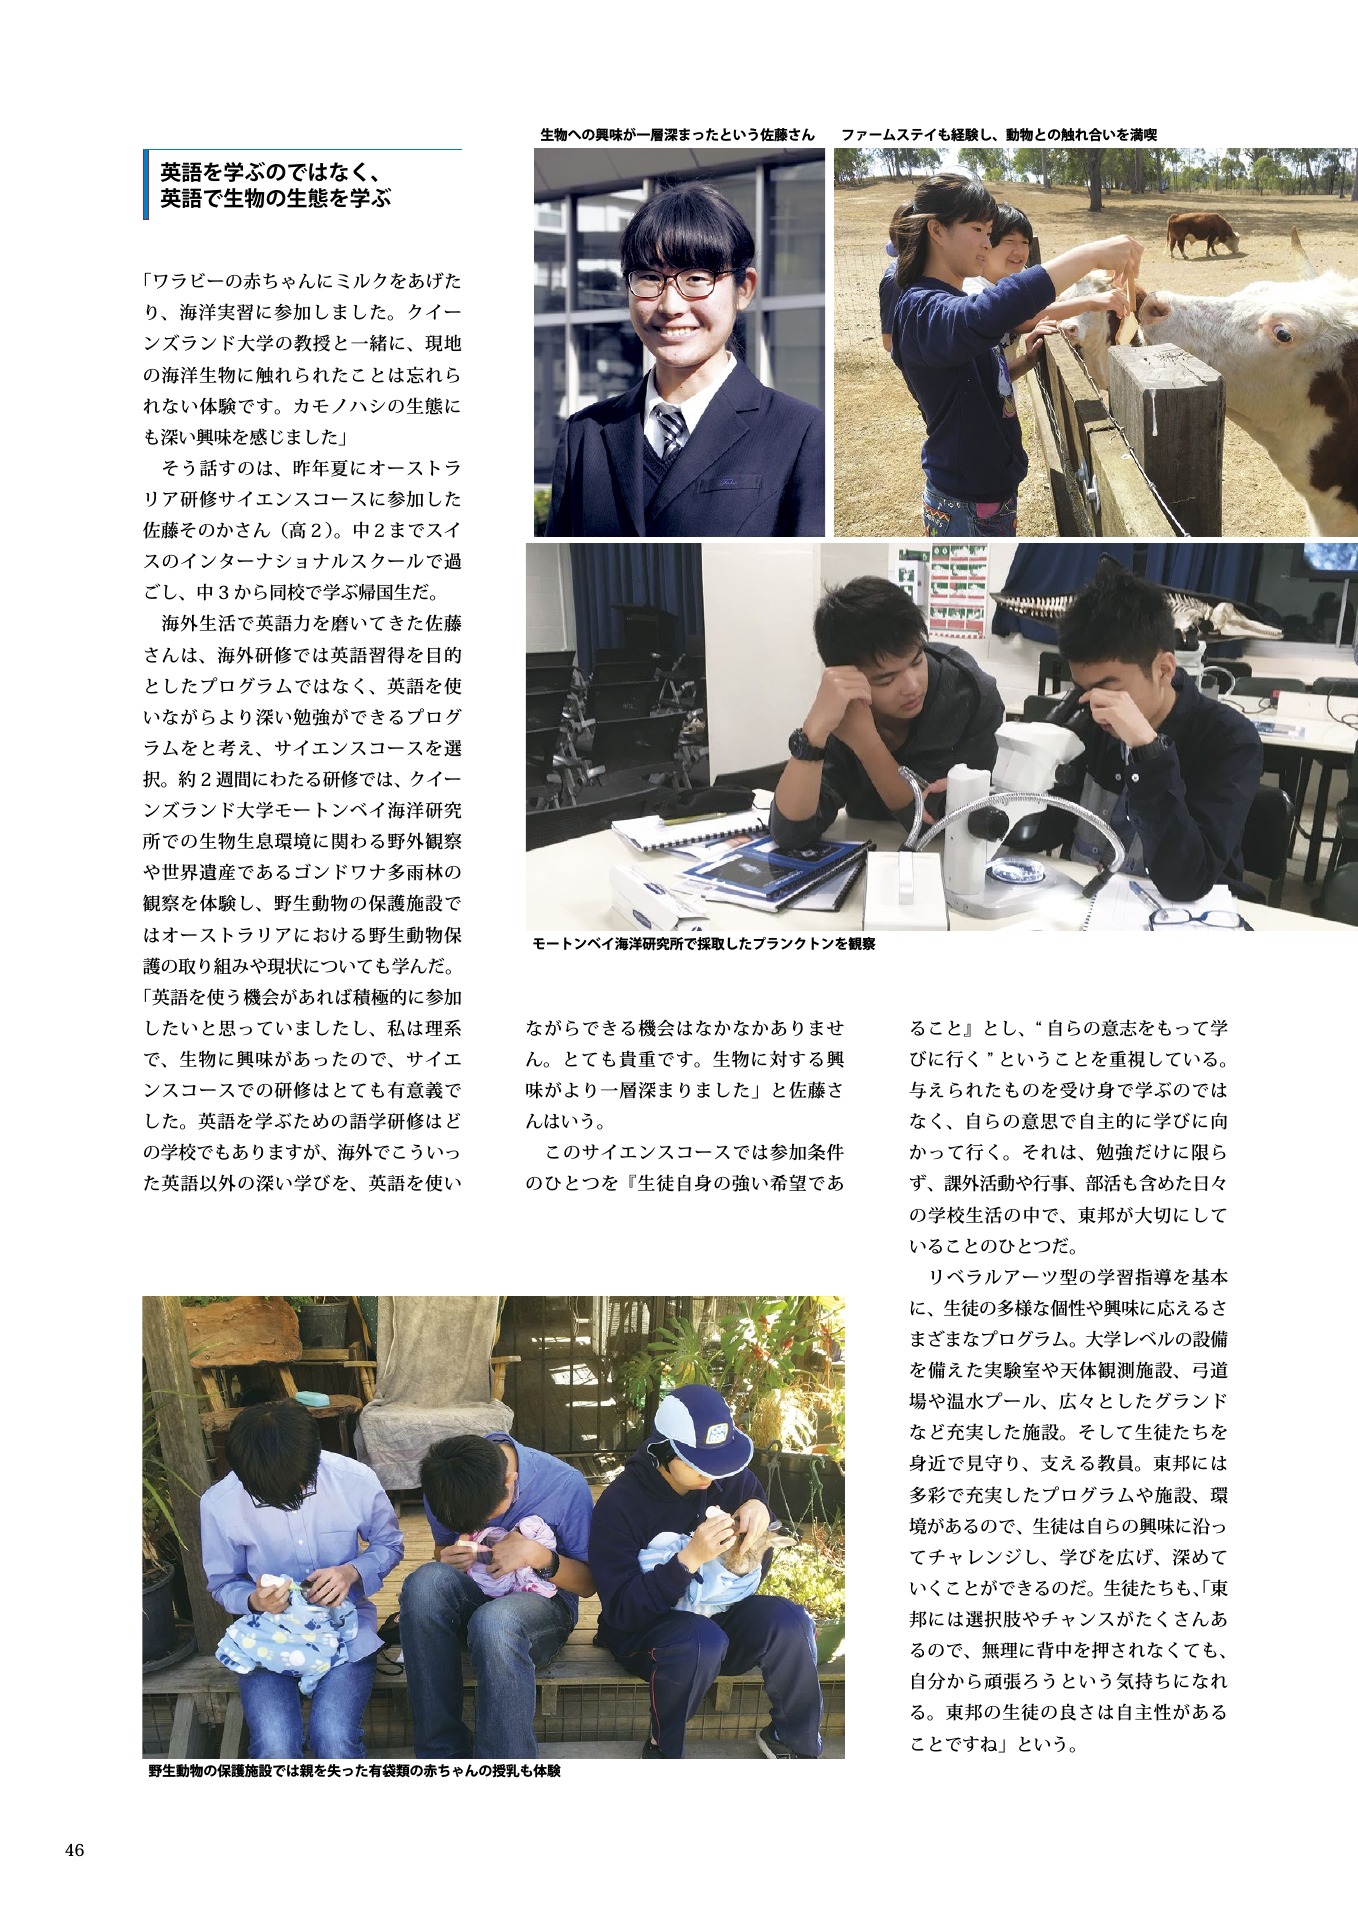 生物への興味が一層深まったという佐藤さん
ファームステイも経験し、動物との触れ合いを満喫
英語を学ぶのではなく、
英語で生物の生態を学ぶ
「ワラビーの赤ちゃんにミルクをあげた
り、海洋実習に参加しました。クイー
ンズランド大学の教授と一緒に、現地
の海洋生物に触れられたことは忘れら
れない体験です。カモノハシの生態に
も深い興味を感じました」
そう話すのは、昨年夏にオーストラ
リア研修サイエンスコースに参加した
佐藤そのかさん（高２）。中２までスイ
スのインターナショナルスクールで過
ごし、中３から同校で学ぶ帰国生だ。
海外生活で英語力を磨いてきた佐藤
さんは、海外研修では英語習得を目的
としたプログラムではなく、英語を使
いながらより深い勉強ができるプログ
ラムをと考え、サイエンスコースを選
択。約２週間にわたる研修では、クイー
ンズランド大学モートンベイ海洋研究
所での生物生息環境に関わる野外観察
や世界遺産であるゴンドワナ多雨林の
観察を体験し、野生動物の保護施設で
はオーストラリアにおける野生動物保
護の取り組みや現状についても学んだ。
「英語を使う機会があれば積極的に参加
したいと思っていましたし、私は理系
で、生物に興味があったので、サイエ
ンスコースでの研修はとても有意義で
した。英語を学ぶための語学研修はど
の学校でもありますが、海外でこういっ
た英語以外の深い学びを、英語を使い
モートンベイ海洋研究所で採取したプランクトンを観察
ながらできる機会はなかなかありませ
ん。とても貴重です。生物に対する興
味がより一層深まりました」と佐藤さ
んはいう。
このサイエンスコースでは参加条件
のひとつを『生徒自身の強い希望であ
ること』とし、“自らの意志をもって学
びに行く”ということを重視している。
与えられたものを受け身で学ぶのでは
なく、自らの意思で自主的に学びに向
かって行く。それは、勉強だけに限ら
ず、課外活動や行事、部活も含めた日々
の学校生活の中で、東邦が大切にして
いることのひとつだ。
リベラルアーツ型の学習指導を基本
に、生徒の多様な個性や興味に応えるさ
まざまなプログラム。大学レベルの設備
を備えた実験室や天体観測施設、弓道
場や温水プール、広々としたグランド
など充実した施設。そして生徒たちを
身近で見守り、支える教員。東邦には
多彩で充実したプログラムや施設、環
境があるので、生徒は自らの興味に沿っ
てチャレンジし、学びを広げ、深めて
いくことができるのだ。生徒たちも、「東
邦には選択肢やチャンスがたくさんあ
るので、無理に背中を押されなくても、
自分から頑張ろうという気持ちになれ
る。東邦の生徒の良さは自主性がある
ことですね」という。
野生動物の保護施設では親を失った有袋類の赤ちゃんの授乳も体験
46